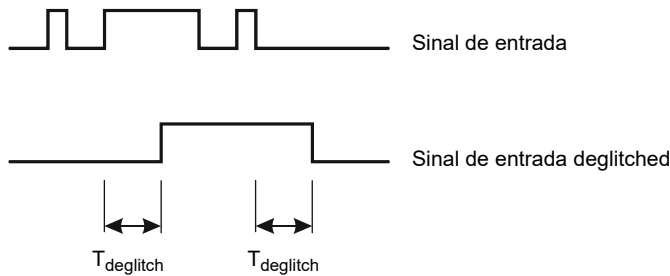 Sinal de entrada
Sinal de entrada deglitched
Tdeglitch
Tdeglitch